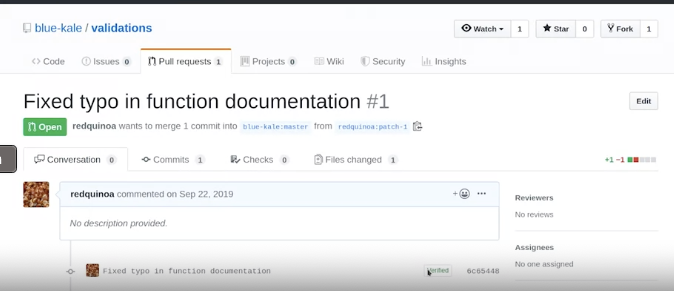 blue-kale / validations
Watch 1 Star 0 Fork 1
Code Issues 0 Pull requests 1 Projects 0 Wiki Security Insights
Fixed typo in function documentation #1
Edit
Open redquinoa wants to merge 1 commit into blue-kale:master from redquinoa:patch-1
Conversation 0 Commits 1 Checks 0 Files changed 1 +1 −1
redquinoa commented on Sep 22, 2019
No description provided.
Reviewers
No reviews
Assignees
No one assigned
Fixed typo in function documentation Verified 6c65448